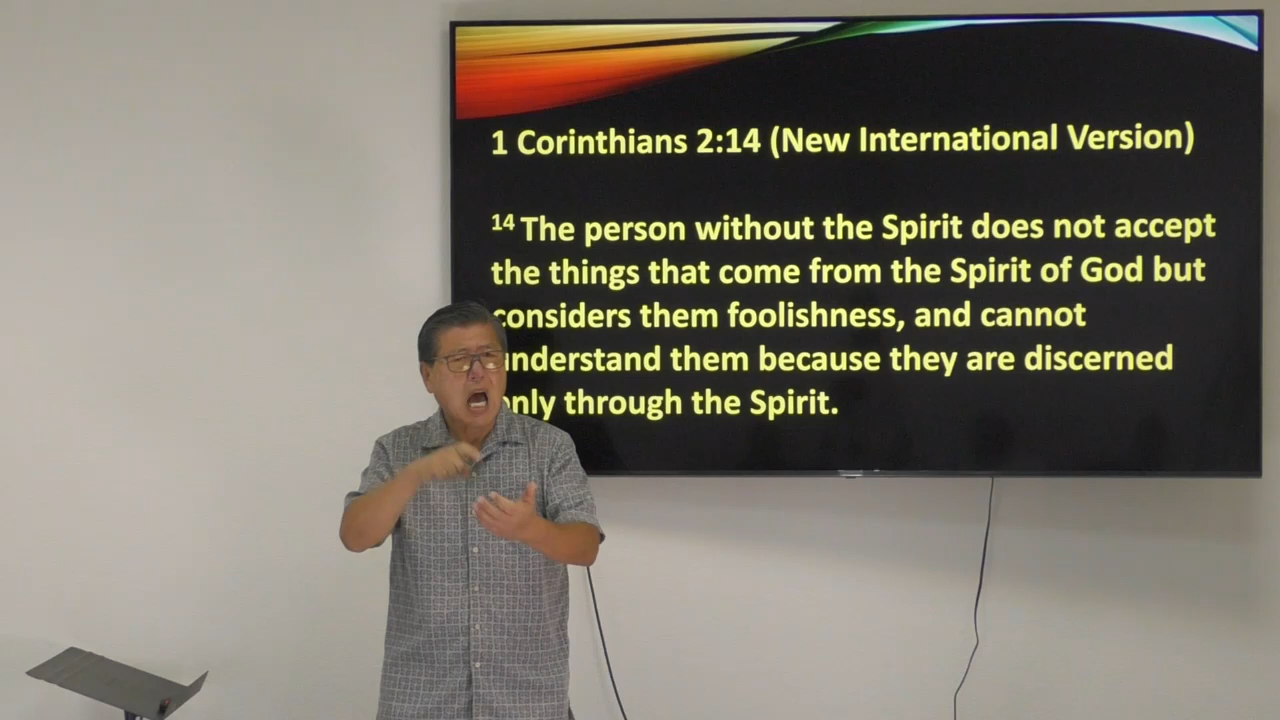 1 Corinthians 2:14 (New International Version)
14 The person without the Spirit does not accept
the things that come from the Spirit of God but
considers them foolishness, and cannot
understand them because they are discerned
only through the Spirit.